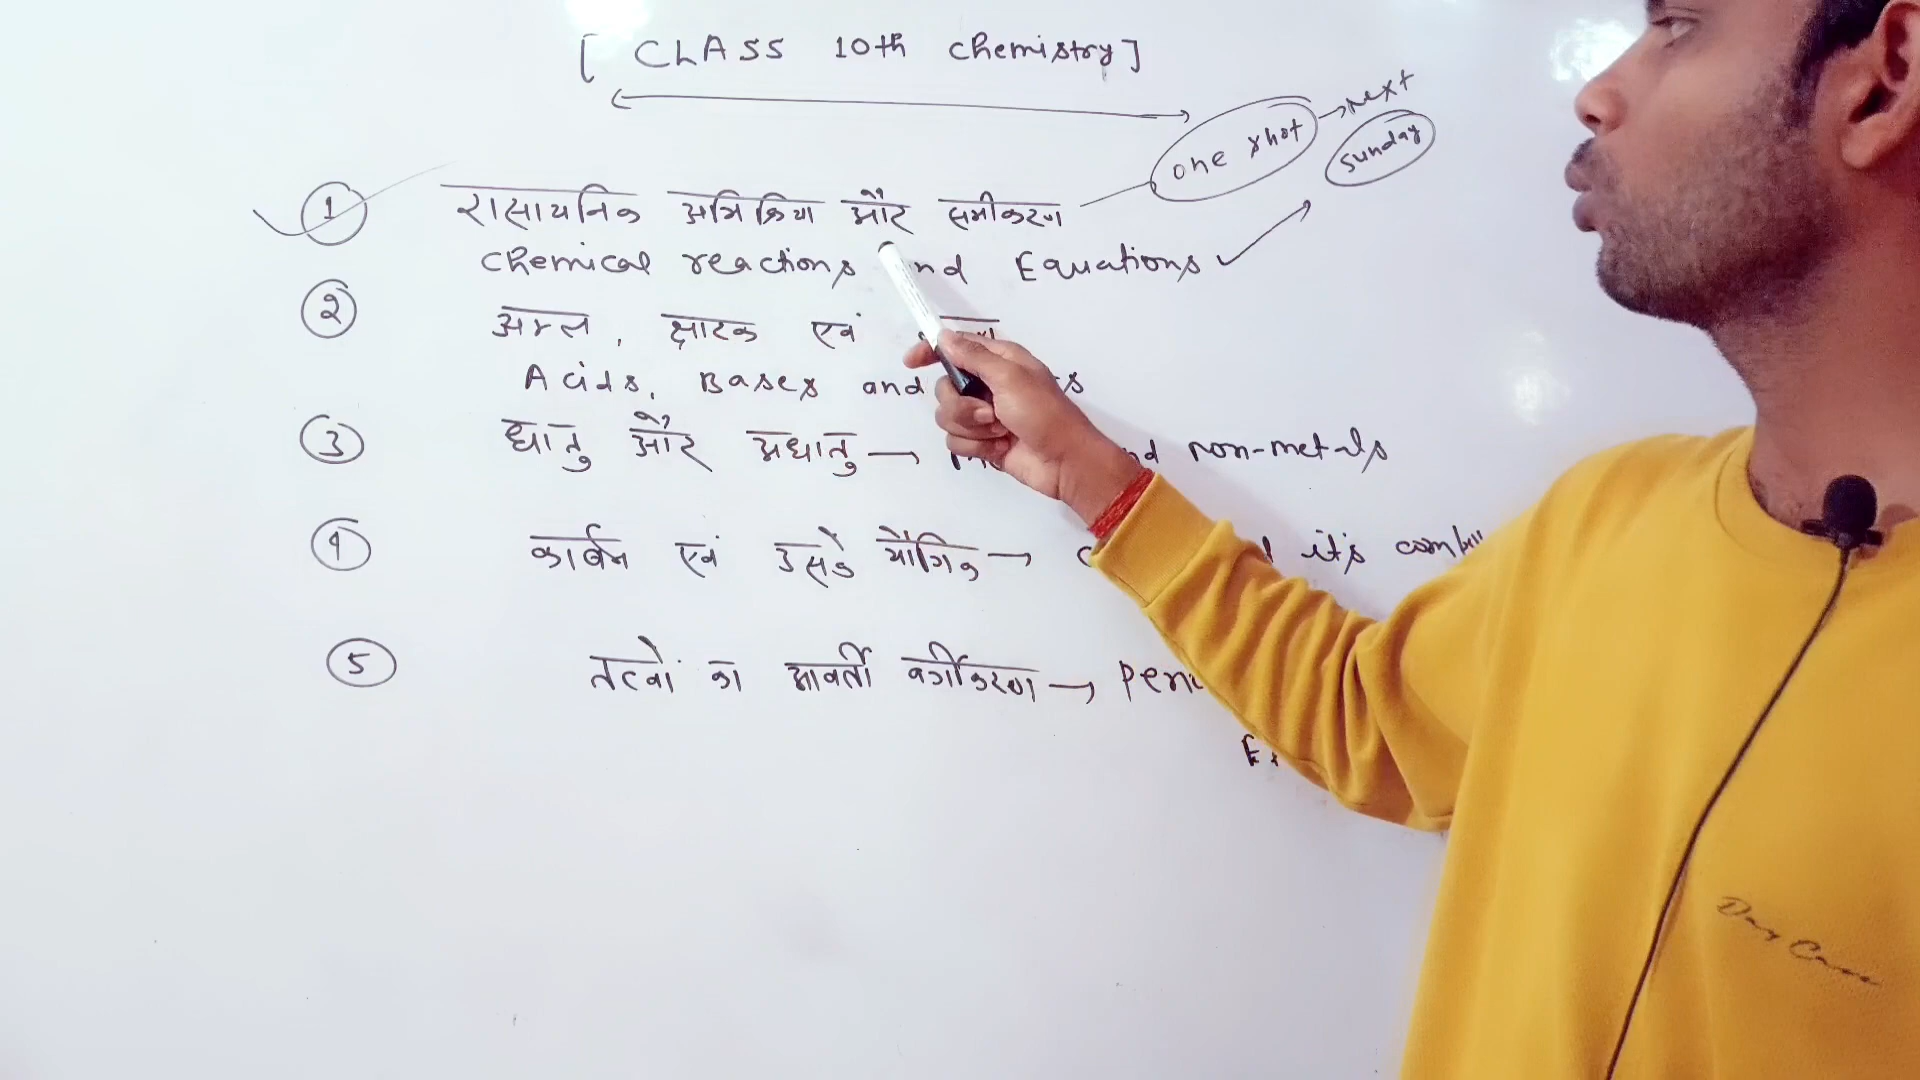 [ CLASS 10th Chemistry ]
① रासायनिक अभिक्रिया और समीकरण
one shot → next
sunday
Chemical reactions and Equations
② अम्ल, क्षारक एवं
Acids, Bases and
③ धातु और अधातु → non-metals
④ कार्बन एवं उसके यौगिक → it's
⑤ तत्वों का आवर्ती वर्गीकरण →